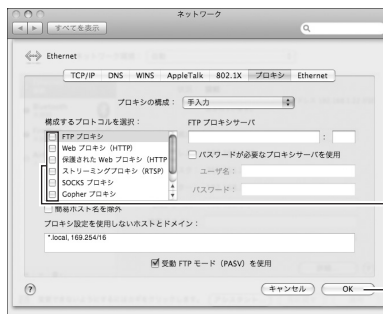 ネットワーク
すべてを表示
Ethernet
TCP/IP DNS WINS AppleTalk 802.1X プロキシ Ethernet
プロキシの構成： 手入力
構成するプロトコルを選択：
FTP プロキシサーバ
FTP プロキシ
:
Web プロキシ（HTTP）
保護された Web プロキシ（HTTP
パスワードが必要なプロキシサーバを使用
ストリーミングプロキシ（RTSP）
ユーザ名：
SOCKS プロキシ
Gopher プロキシ
パスワード：
簡易ホスト名を除外
プロキシ設定を使用しないホストとドメイン：
*.local, 169.254/16
受動 FTP モード（PASV）を使用
?
キャンセル
OK